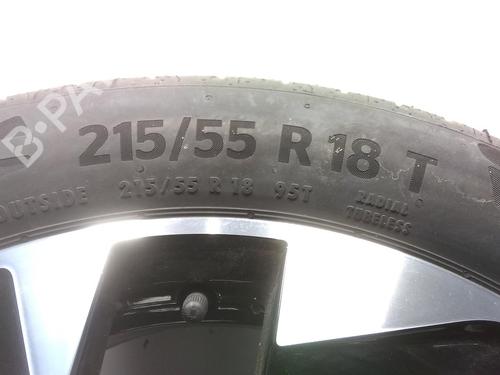 215/55 R 18 T
OUTSIDE 215/55 R 18 95T RADIAL
TUBELESS
B-PA